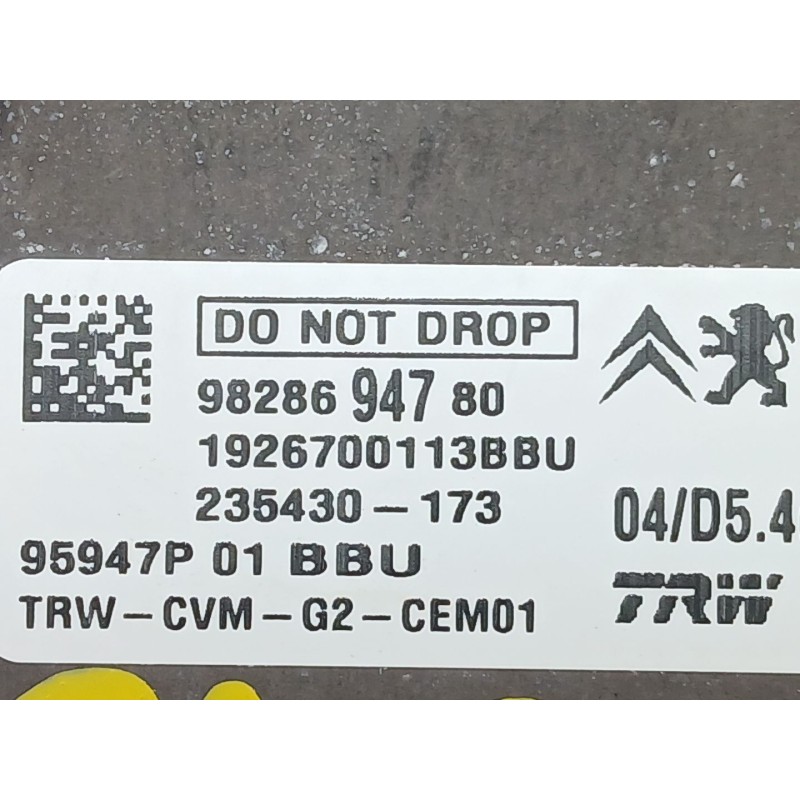 DO NOT DROP
98286 947 80
1926700113BBU
235430-173
04/D5.4
95947P 01 BBU
TRW
TRW-CVM-G2-CEM01